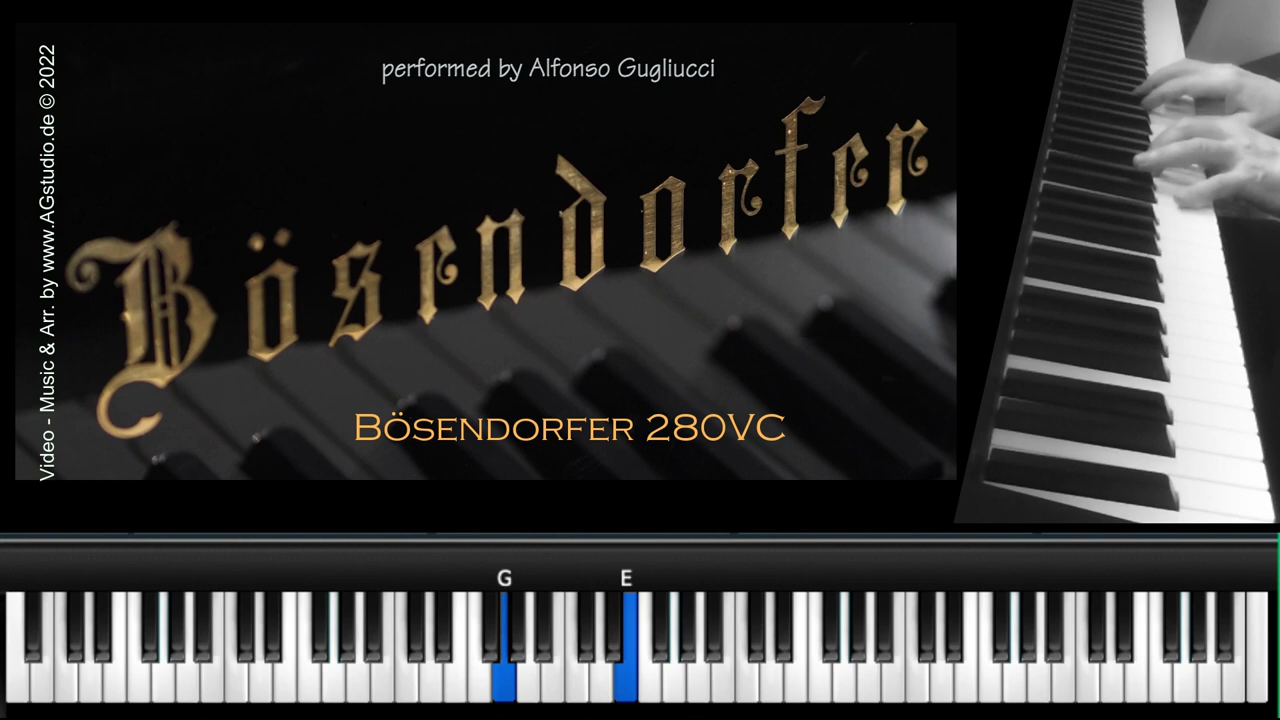 performed by Alfonso Gugliucci
Video - Music & Arr. by www.AGstudio.de © 2022
Bösendorfer
BÖSENDORFER 280VC
G
E